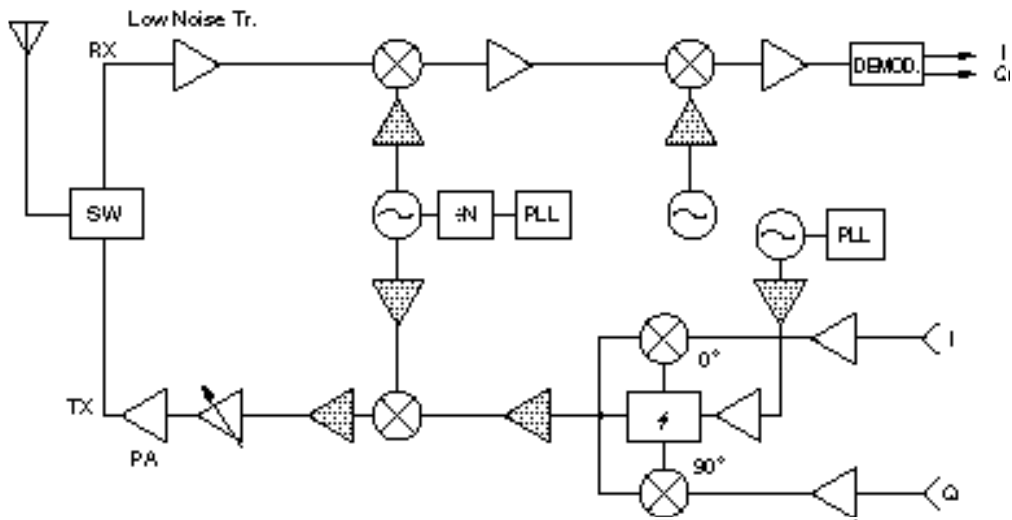 Low Noise Tr.
RX
DEMOD.
I
Q
SW
÷N
PLL
PLL
I
0°
TX
PA
90°
Q